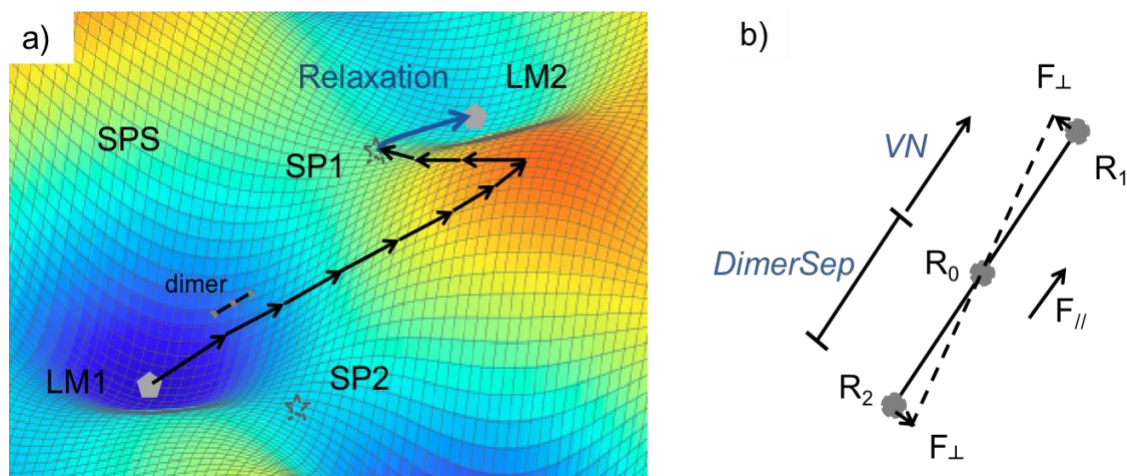 a)
Relaxation
LM2
SPS
SP1
dimer
LM1
SP2
b)
F⊥
VN
R₁
DimerSep
R₀
F//
R₂
F⊥